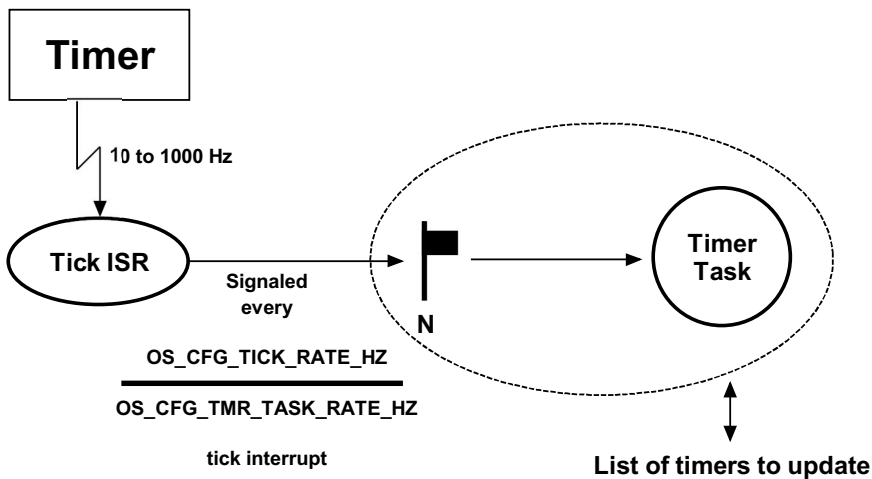 Timer
10 to 1000 Hz
Tick ISR
Signaled
every
OS_CFG_TICK_RATE_HZ
OS_CFG_TMR_TASK_RATE_HZ
tick interrupt
N
Timer
Task
List of timers to update